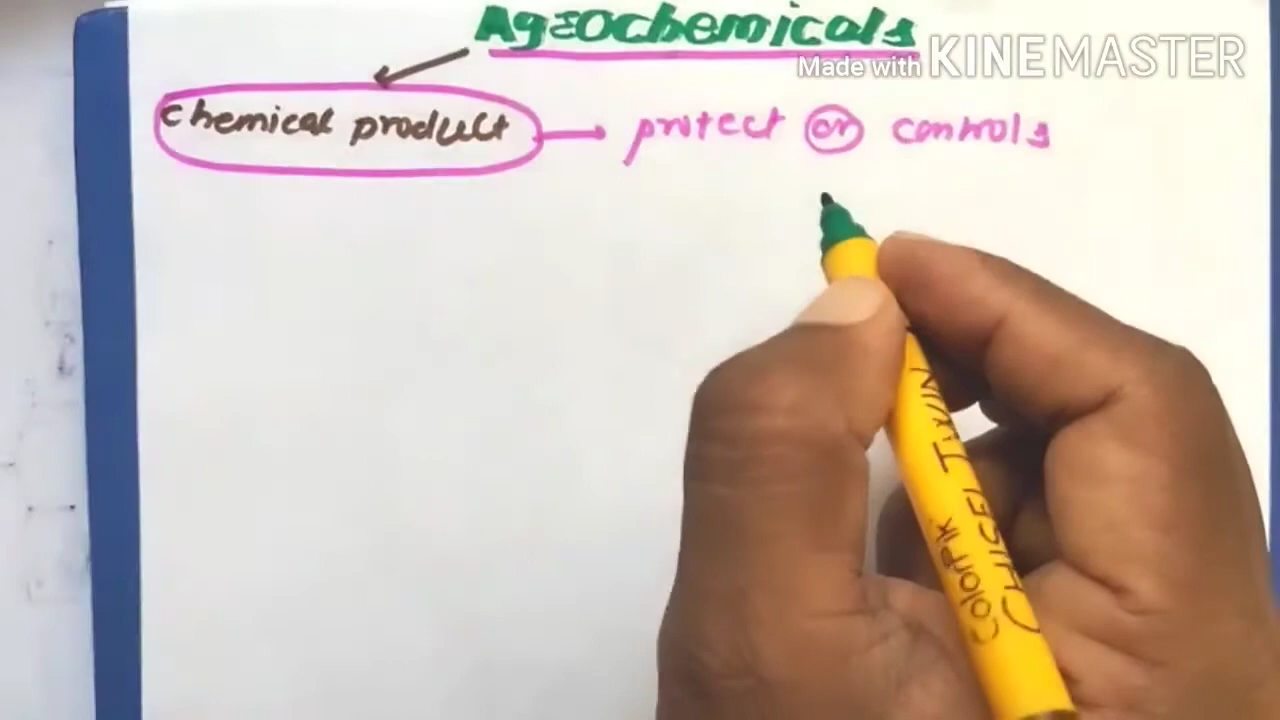 Agrochemicals
Made with KINEMASTER
chemical product → protect or controls
ColorPik
CHISEL TWIN